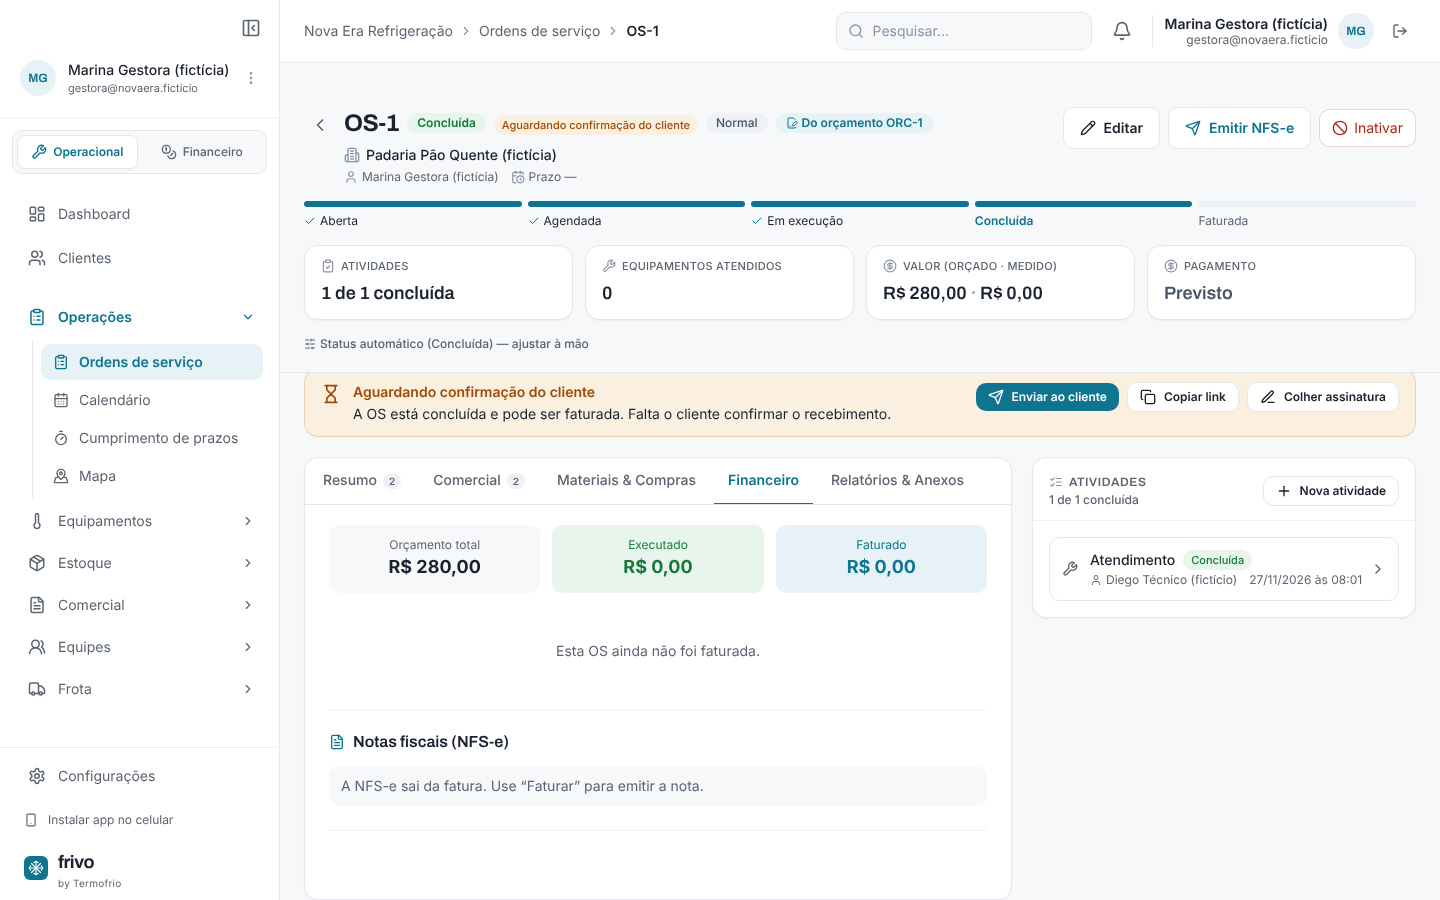 MG
Marina Gestora (fictícia)
gestora@novaera.ficticio
Operacional
Financeiro
Dashboard
Clientes
Operações
Ordens de serviço
Calendário
Cumprimento de prazos
Mapa
Equipamentos
Estoque
Comercial
Equipes
Frota
Configurações
Instalar app no celular
frivo
by Termofrio
Nova Era Refrigeração
Ordens de serviço
OS-1
Pesquisar...
Marina Gestora (fictícia)
gestora@novaera.ficticio
MG
OS-1
Concluída
Aguardando confirmação do cliente
Normal
Do orçamento ORC-1
Editar
Emitir NFS-e
Inativar
Padaria Pão Quente (fictícia)
Marina Gestora (fictícia)
Prazo —
Aberta
Agendada
Em execução
Concluída
Faturada
ATIVIDADES
1 de 1 concluída
EQUIPAMENTOS ATENDIDOS
0
VALOR (ORÇADO · MEDIDO)
R$ 280,00 · R$ 0,00
PAGAMENTO
Previsto
Status automático (Concluída) — ajustar à mão
Aguardando confirmação do cliente
A OS está concluída e pode ser faturada. Falta o cliente confirmar o recebimento.
Enviar ao cliente
Copiar link
Colher assinatura
Resumo 2
Comercial 2
Materiais & Compras
Financeiro
Relatórios & Anexos
Orçamento total
R$ 280,00
Executado
R$ 0,00
Faturado
R$ 0,00
Esta OS ainda não foi faturada.
Notas fiscais (NFS-e)
A NFS-e sai da fatura. Use “Faturar” para emitir a nota.
ATIVIDADES
1 de 1 concluída
Nova atividade
Atendimento
Concluída
Diego Técnico (fictício)
27/11/2026 às 08:01